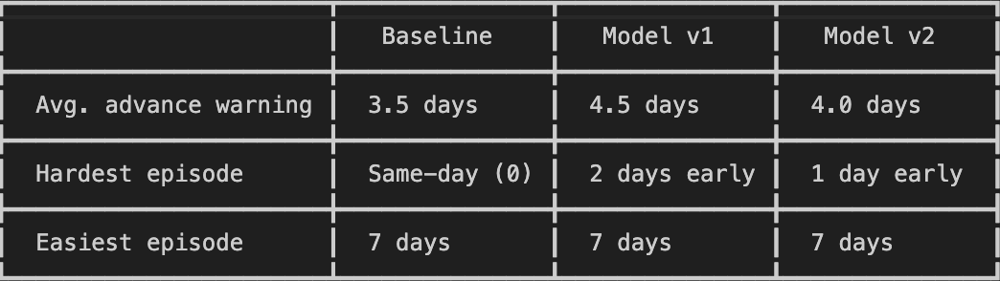 Baseline Model v1 Model v2
Avg. advance warning 3.5 days 4.5 days 4.0 days
Hardest episode Same-day (0) 2 days early 1 day early
Easiest episode 7 days 7 days 7 days